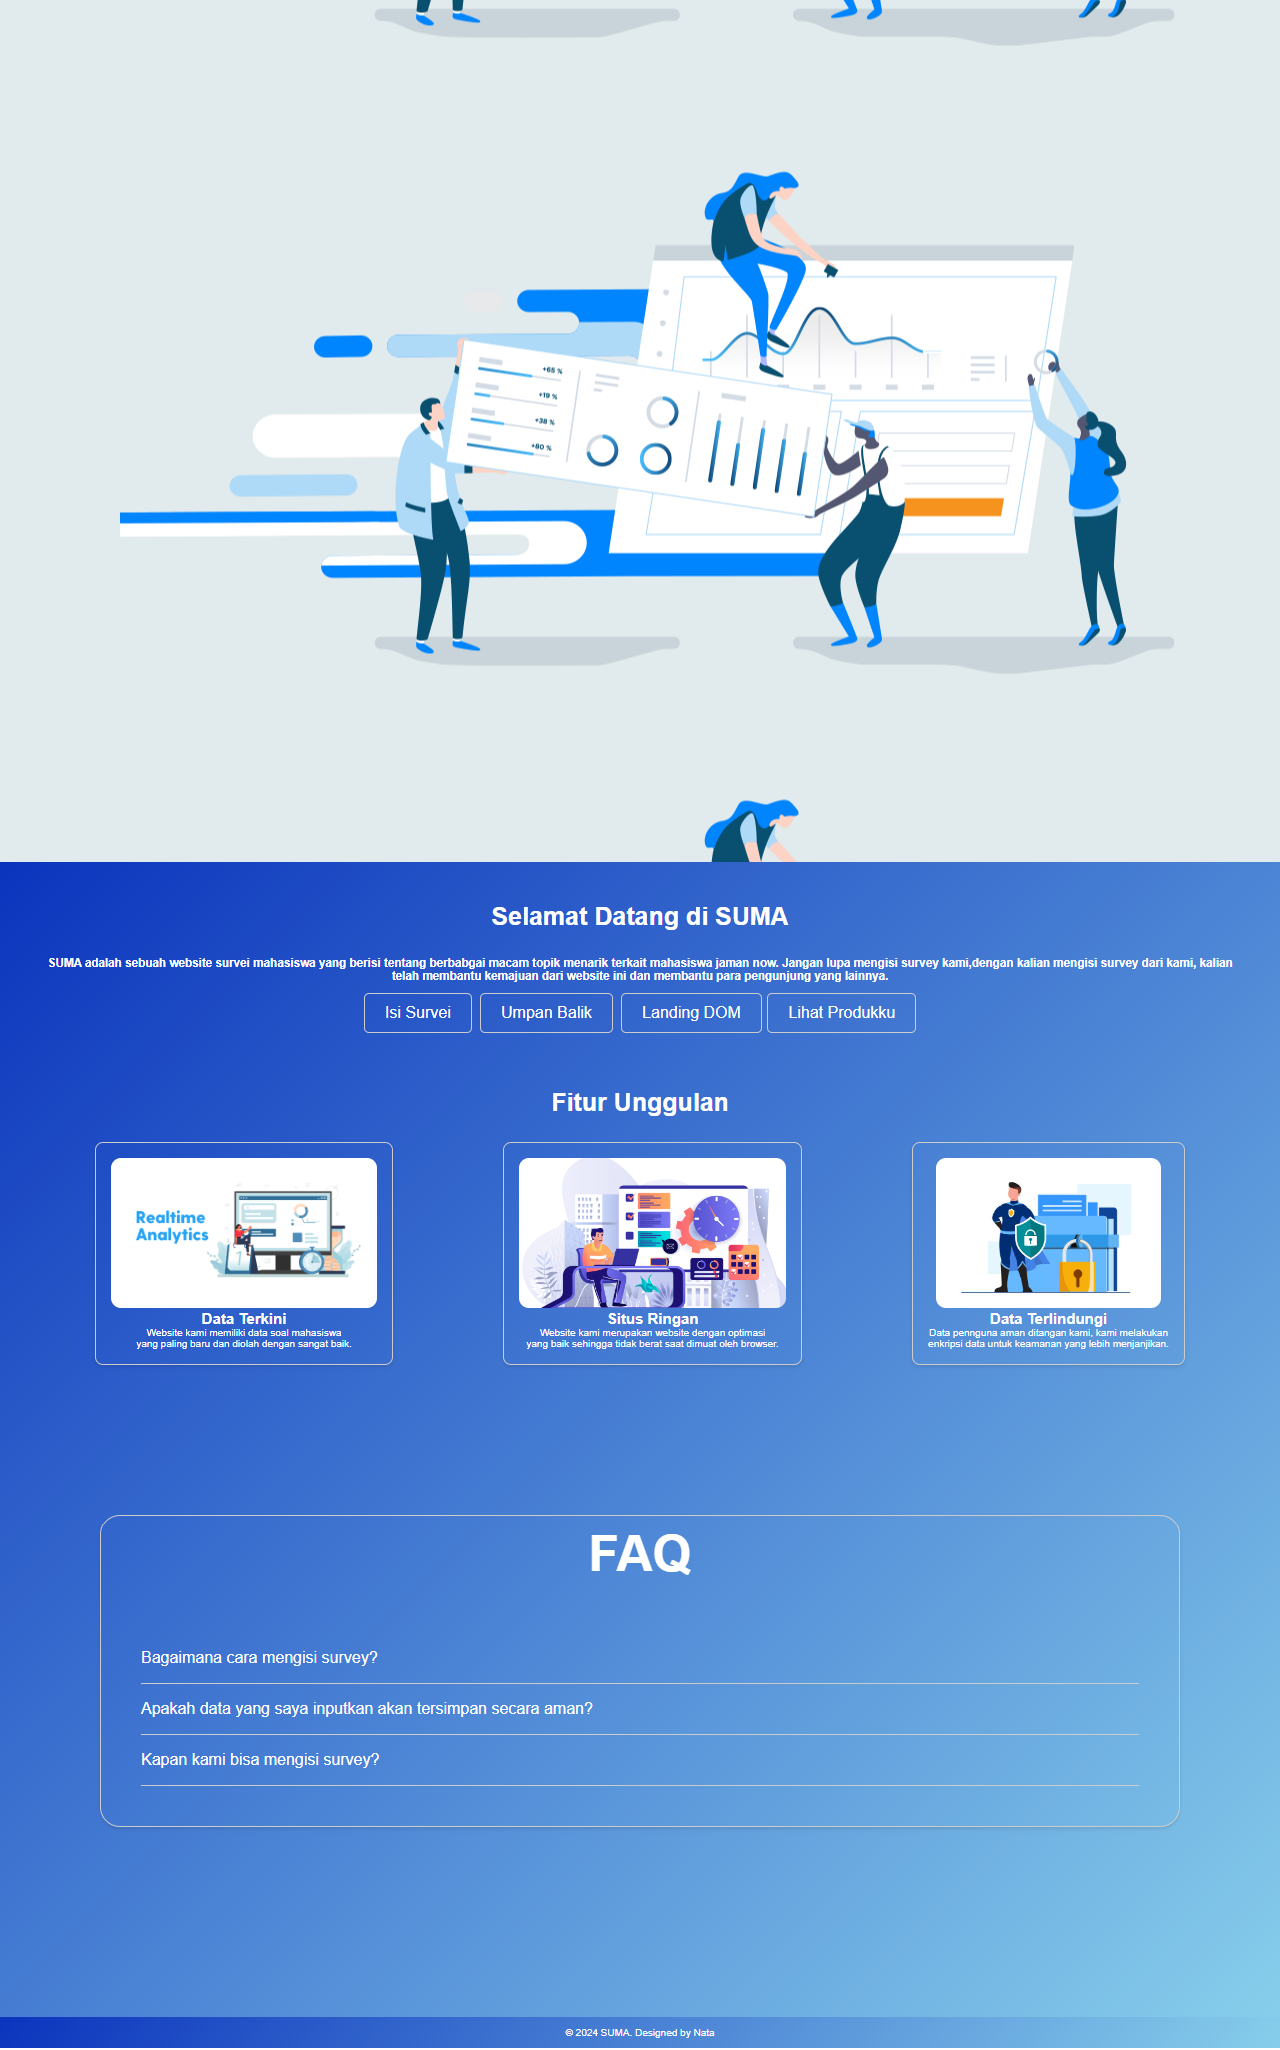 +65 %
+19 %
+38 %
+80 %
Selamat Datang di SUMA
SUMA adalah sebuah website survei mahasiswa yang berisi tentang berbabgai macam topik menarik terkait mahasiswa jaman now. Jangan lupa mengisi survey kami,dengan kalian mengisi survey dari kami, kalian
telah membantu kemajuan dari website ini dan membantu para pengunjung yang lainnya.
Isi Survei
Umpan Balik
Landing DOM
Lihat Produkku
Fitur Unggulan
Realtime
Analytics
Data Terkini
Website kami memiliki data soal mahasiswa
yang paling baru dan diolah dengan sangat baik.
Situs Ringan
Website kami merupakan website dengan optimasi
yang baik sehingga tidak berat saat dimuat oleh browser.
Data Terlindungi
Data pennguna aman ditangan kami, kami melakukan
enkripsi data untuk keamanan yang lebih menjanjikan.
FAQ
Bagaimana cara mengisi survey?
Apakah data yang saya inputkan akan tersimpan secara aman?
Kapan kami bisa mengisi survey?
© 2024 SUMA. Designed by Nata